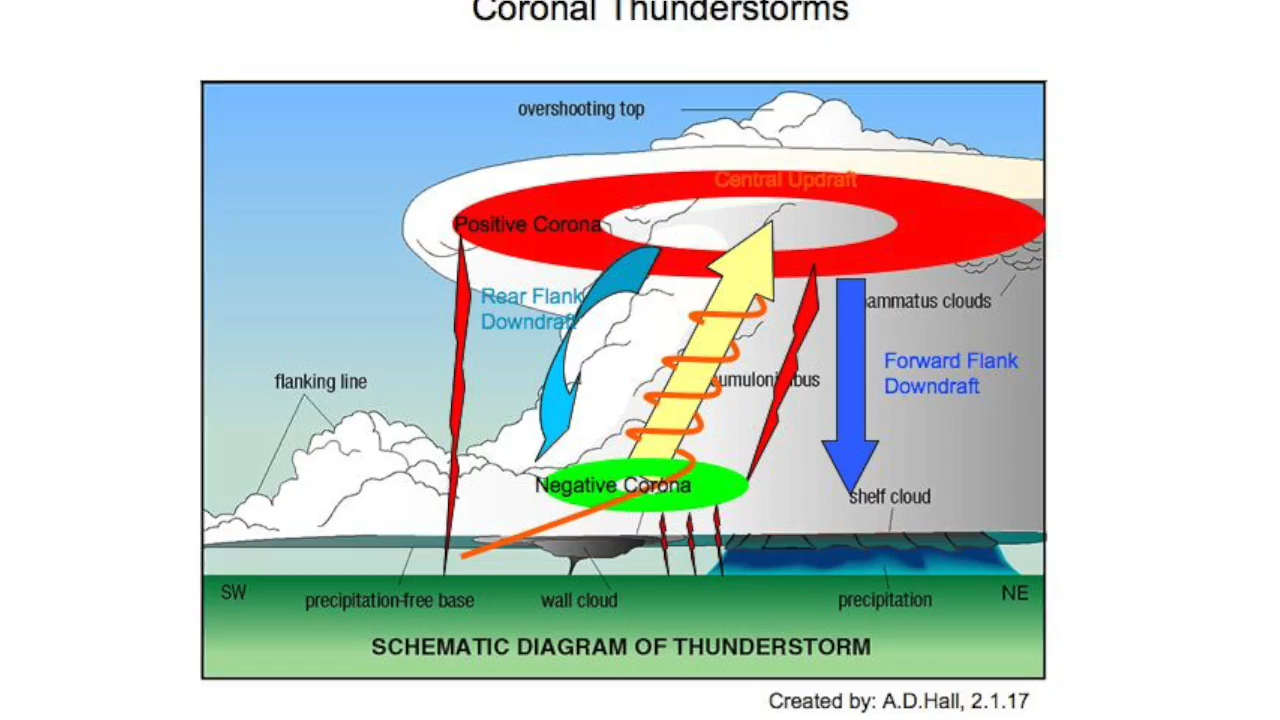 Coronal Thunderstorms
overshooting top
Central Updraft
Positive Corona
Rear Flank
Downdraft
ammatus clouds
Forward Flank
Downdraft
flanking line
Negative Corona
shelf cloud
SW
precipitation-free base
wall cloud
precipitation
NE
SCHEMATIC DIAGRAM OF THUNDERSTORM
Created by: A.D.Hall, 2.1.17